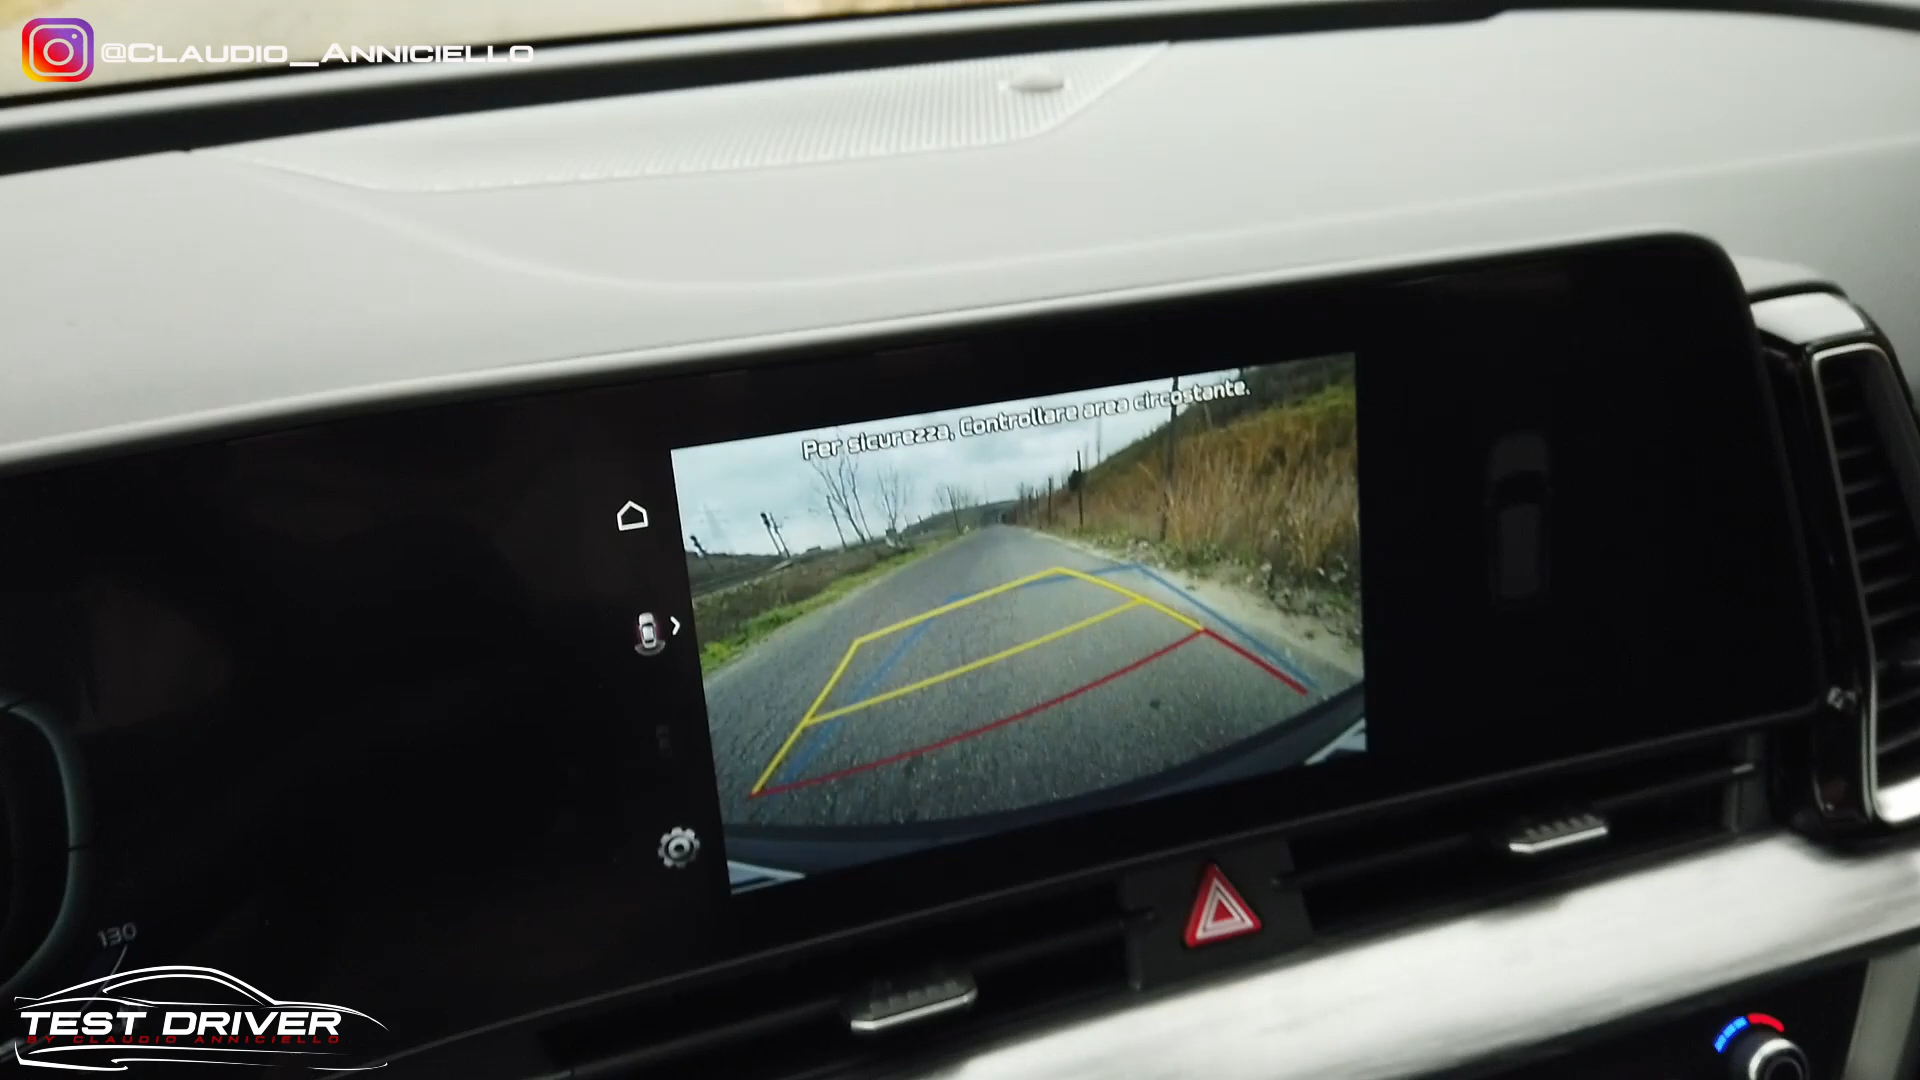 @Claudio_Anniciello
Per sicurezza, Controllare area circostante.
130
TEST DRIVER
BY CLAUDIO ANNICIELLO